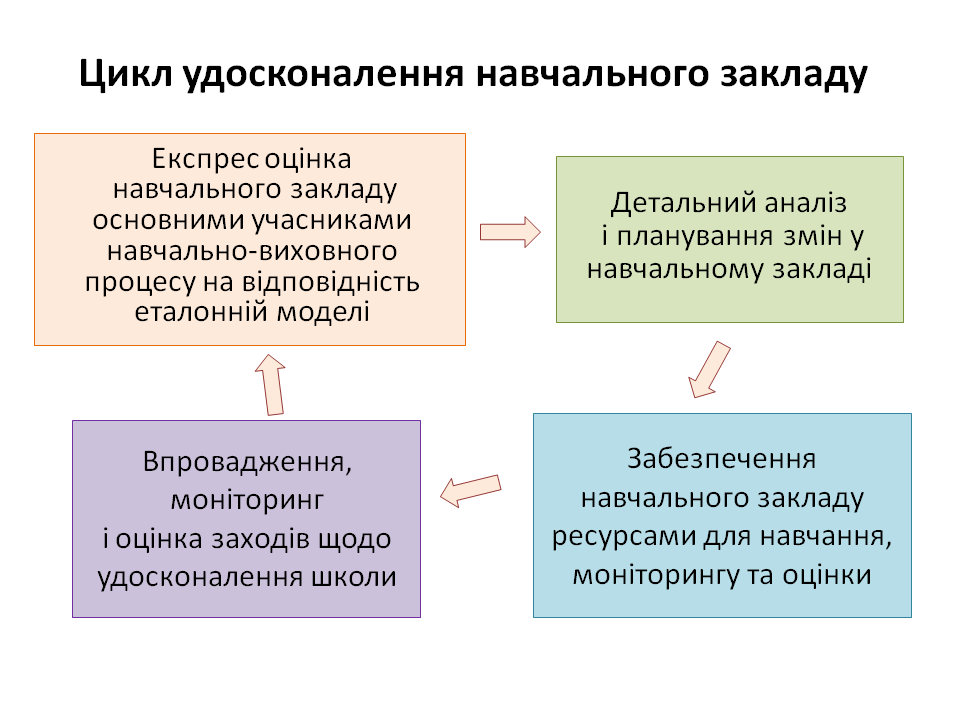 Цикл удосконалення навчального закладу
Експрес оцінка
навчального закладу
основними учасниками
навчально-виховного
процесу на відповідність
еталонній моделі
Детальний аналіз
і планування змін у
навчальному закладі
Забезпечення
навчального закладу
ресурсами для навчання,
моніторингу та оцінки
Впровадження,
моніторинг
і оцінка заходів щодо
удосконалення школи